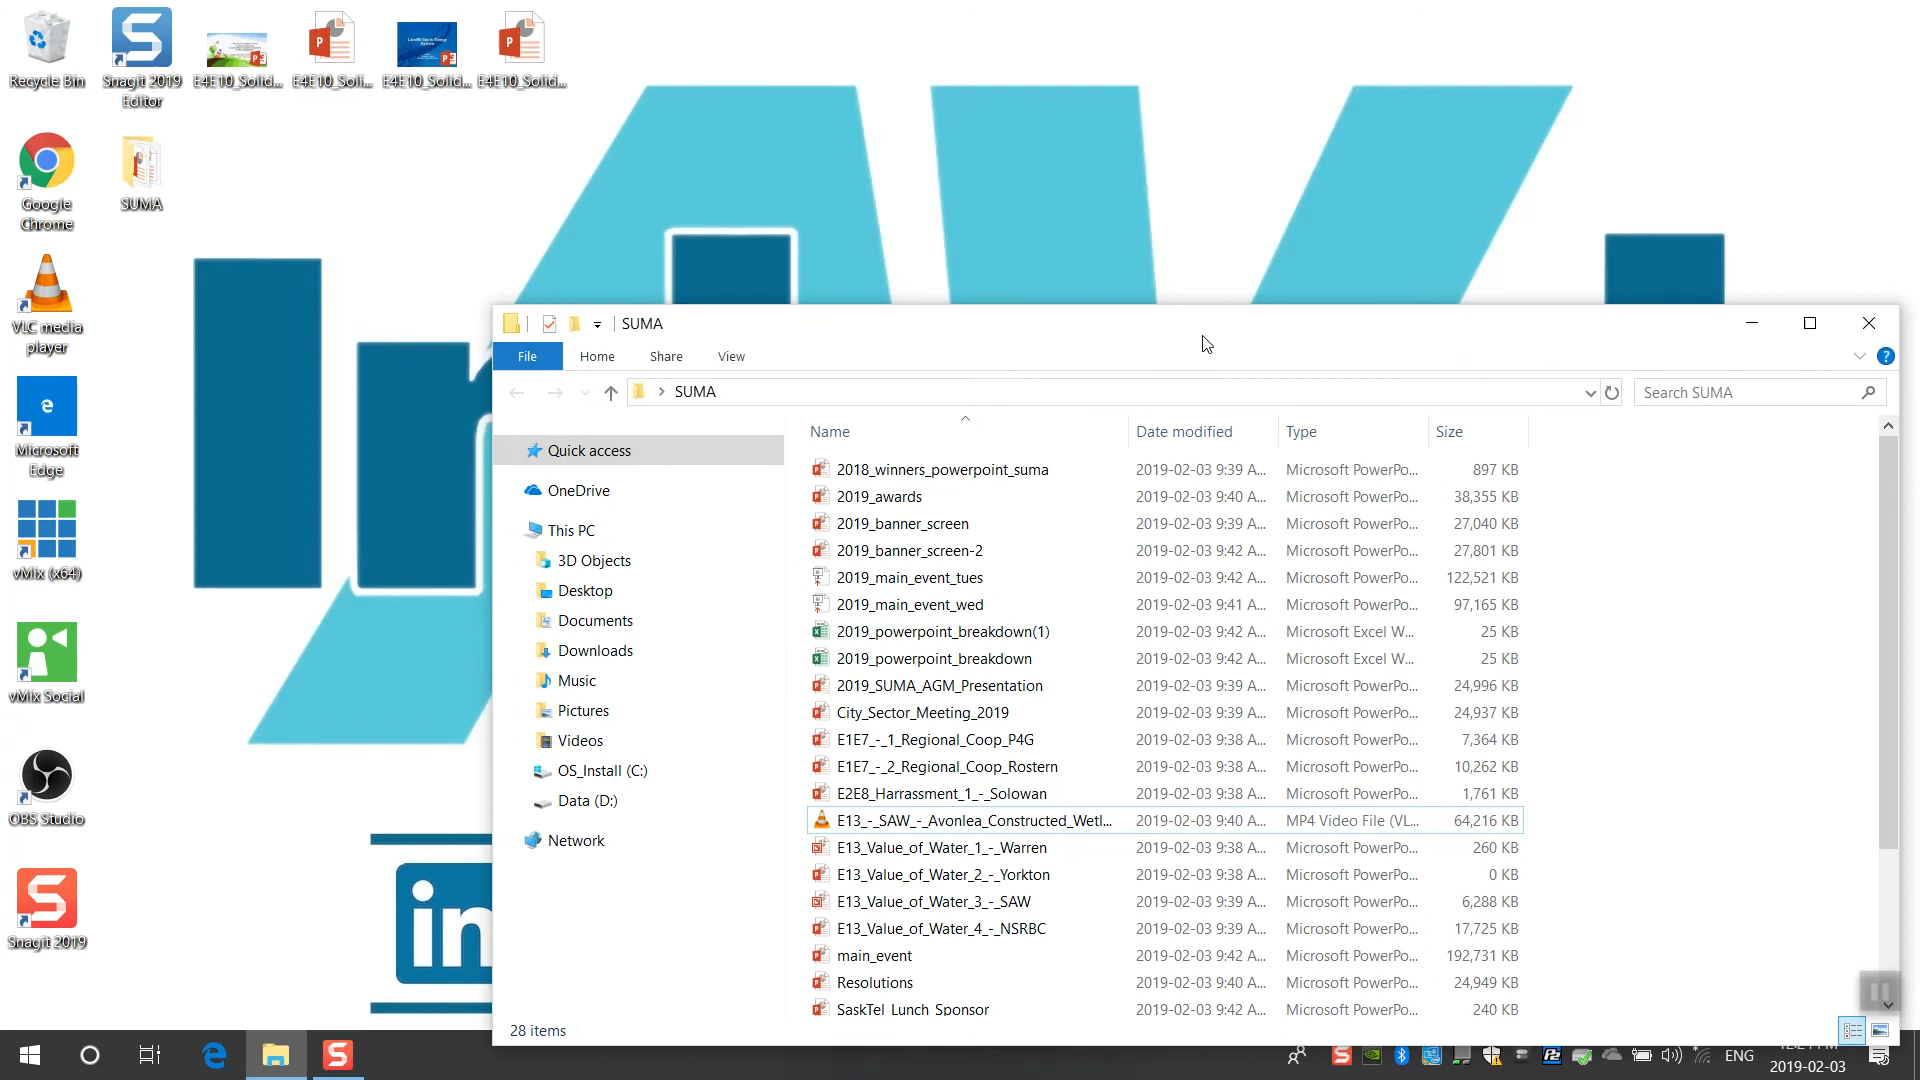 Recycle Bin
Snagit 2019
Editor
E4E10_Solid...
E4E10_Soli...
E4E10_Solid...
E4E10_Solid...
Google
Chrome
SUMA
VLC media
player
Microsoft
Edge
vMix (x64)
vMix Social
OBS Studio
Snagit 2019
in
SUMA
File Home Share View
SUMA
Search SUMA
Quick access
OneDrive
This PC
3D Objects
Desktop
Documents
Downloads
Music
Pictures
Videos
OS_Install (C:)
Data (D:)
Network
Name Date modified Type Size
2018_winners_powerpoint_suma 2019-02-03 9:39 A... Microsoft PowerPo... 897 KB
2019_awards 2019-02-03 9:40 A... Microsoft PowerPo... 38,355 KB
2019_banner_screen 2019-02-03 9:39 A... Microsoft PowerPo... 27,040 KB
2019_banner_screen-2 2019-02-03 9:42 A... Microsoft PowerPo... 27,801 KB
2019_main_event_tues 2019-02-03 9:42 A... Microsoft PowerPo... 122,521 KB
2019_main_event_wed 2019-02-03 9:41 A... Microsoft PowerPo... 97,165 KB
2019_powerpoint_breakdown(1) 2019-02-03 9:42 A... Microsoft Excel W... 25 KB
2019_powerpoint_breakdown 2019-02-03 9:42 A... Microsoft Excel W... 25 KB
2019_SUMA_AGM_Presentation 2019-02-03 9:39 A... Microsoft PowerPo... 24,996 KB
City_Sector_Meeting_2019 2019-02-03 9:39 A... Microsoft PowerPo... 24,937 KB
E1E7_-_1_Regional_Coop_P4G 2019-02-03 9:38 A... Microsoft PowerPo... 7,364 KB
E1E7_-_2_Regional_Coop_Rostern 2019-02-03 9:38 A... Microsoft PowerPo... 10,262 KB
E2E8_Harrassment_1_-_Solowan 2019-02-03 9:38 A... Microsoft PowerPo... 1,761 KB
E13_-_SAW_-_Avonlea_Constructed_Wetl... 2019-02-03 9:40 A... MP4 Video File (VL... 64,216 KB
E13_Value_of_Water_1_-_Warren 2019-02-03 9:38 A... Microsoft PowerPo... 260 KB
E13_Value_of_Water_2_-_Yorkton 2019-02-03 9:38 A... Microsoft PowerPo... 0 KB
E13_Value_of_Water_3_-_SAW 2019-02-03 9:39 A... Microsoft PowerPo... 6,288 KB
E13_Value_of_Water_4_-_NSRBC 2019-02-03 9:39 A... Microsoft PowerPo... 17,725 KB
main_event 2019-02-03 9:42 A... Microsoft PowerPo... 192,731 KB
Resolutions 2019-02-03 9:40 A... Microsoft PowerPo... 24,949 KB
SaskTel Lunch Sponsor 2019-02-03 9:42 A... Microsoft PowerPo... 240 KB
28 items
ENG
2019-02-03